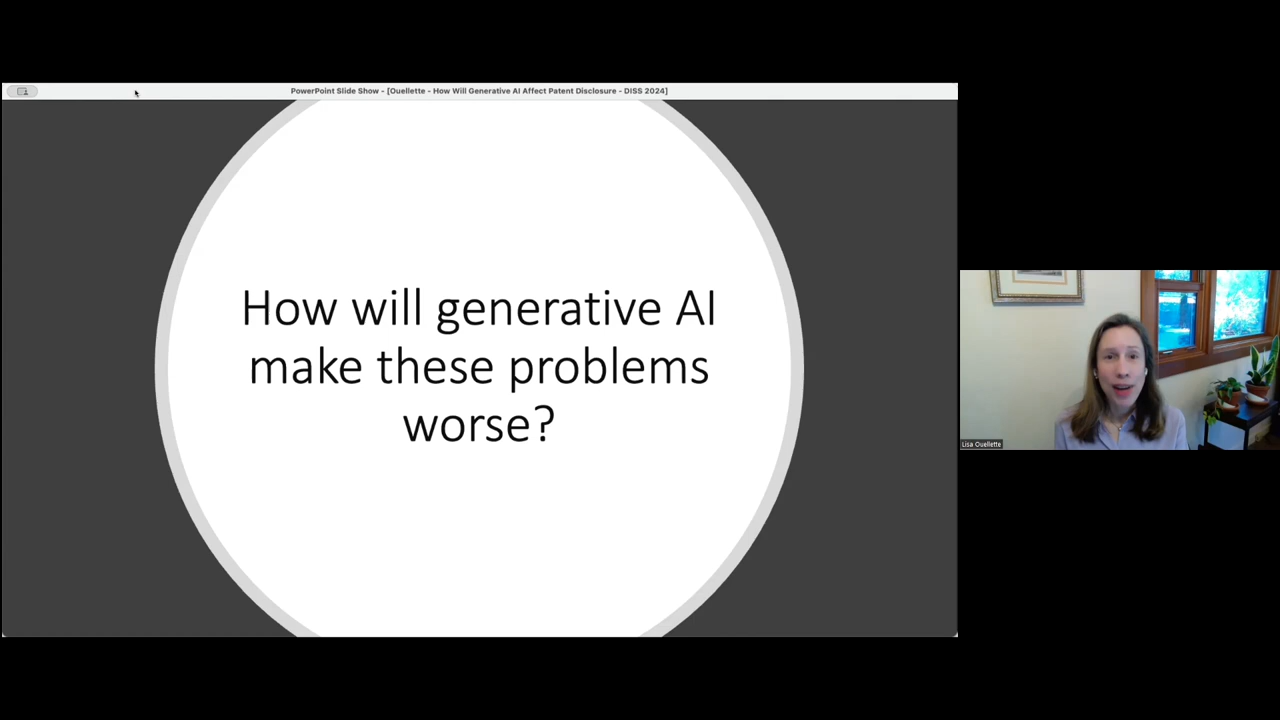 PowerPoint Slide Show - [Ouellette - How Will Generative AI Affect Patent Disclosure - DISS 2024]
How will generative AI
make these problems
worse?
Lisa Ouellette